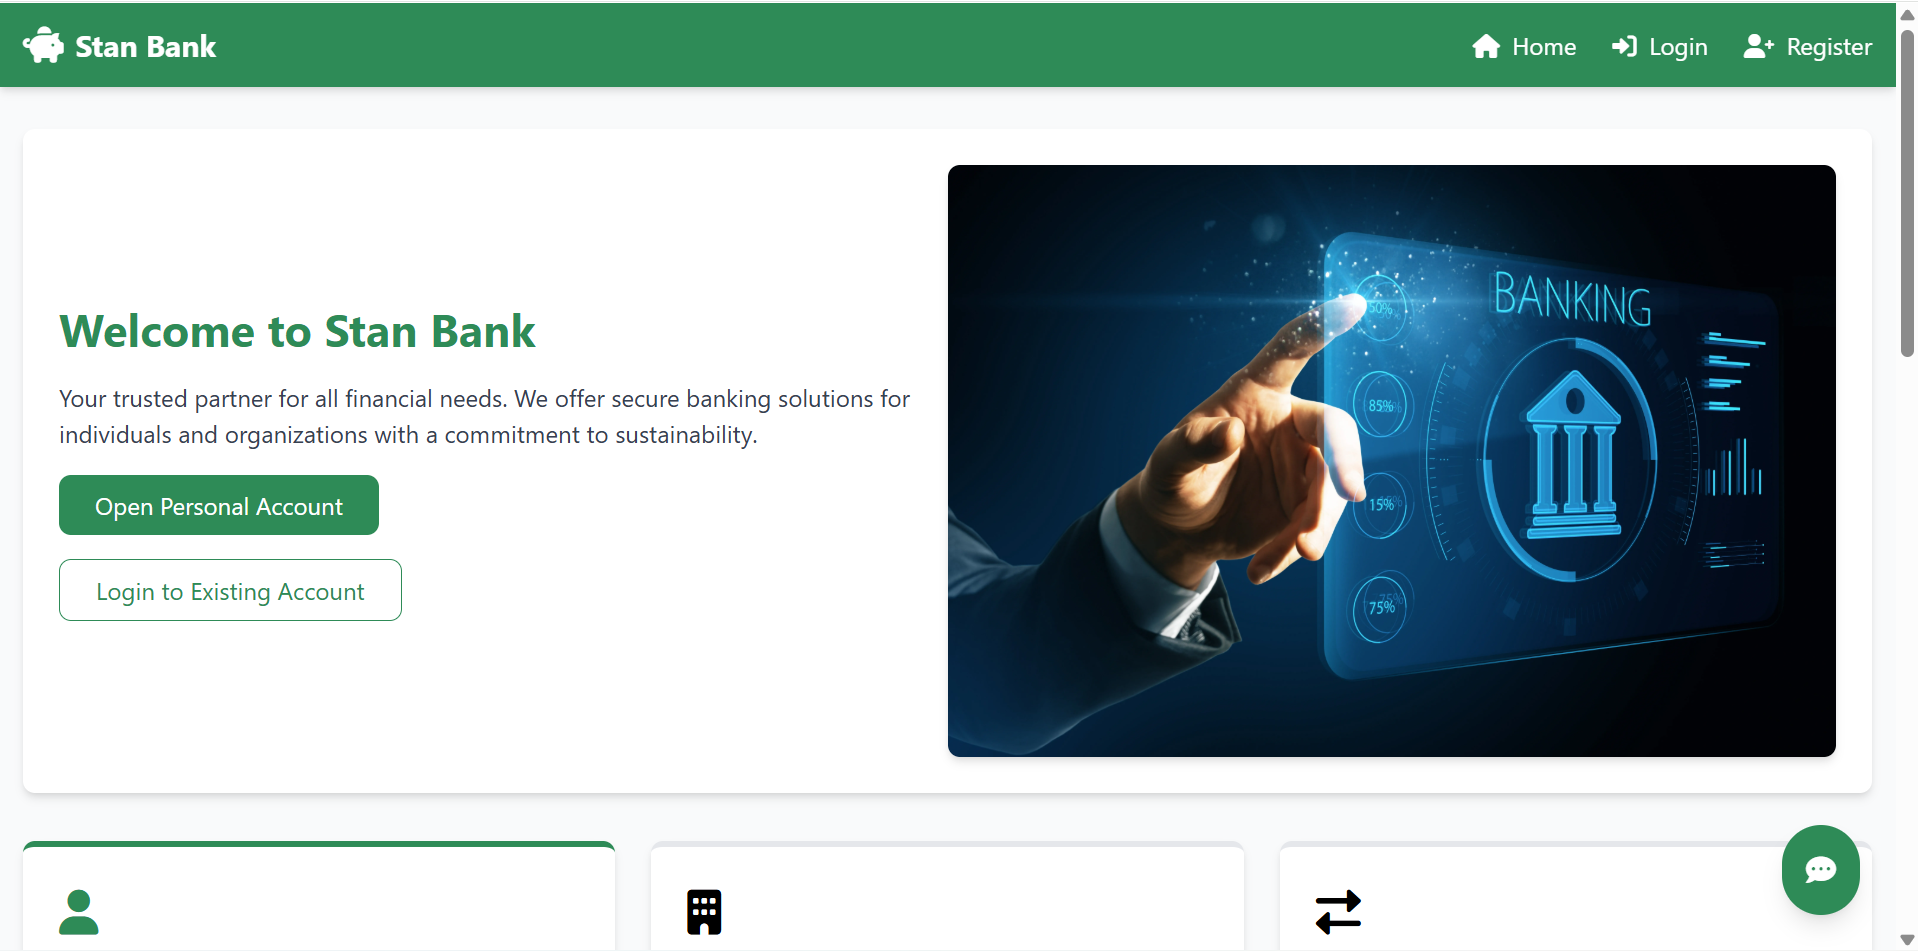 Stan Bank
Home
Login
Register
Welcome to Stan Bank
Your trusted partner for all financial needs. We offer secure banking solutions for
individuals and organizations with a commitment to sustainability.
Open Personal Account
Login to Existing Account
BANKING
50%
85%
15%
75%